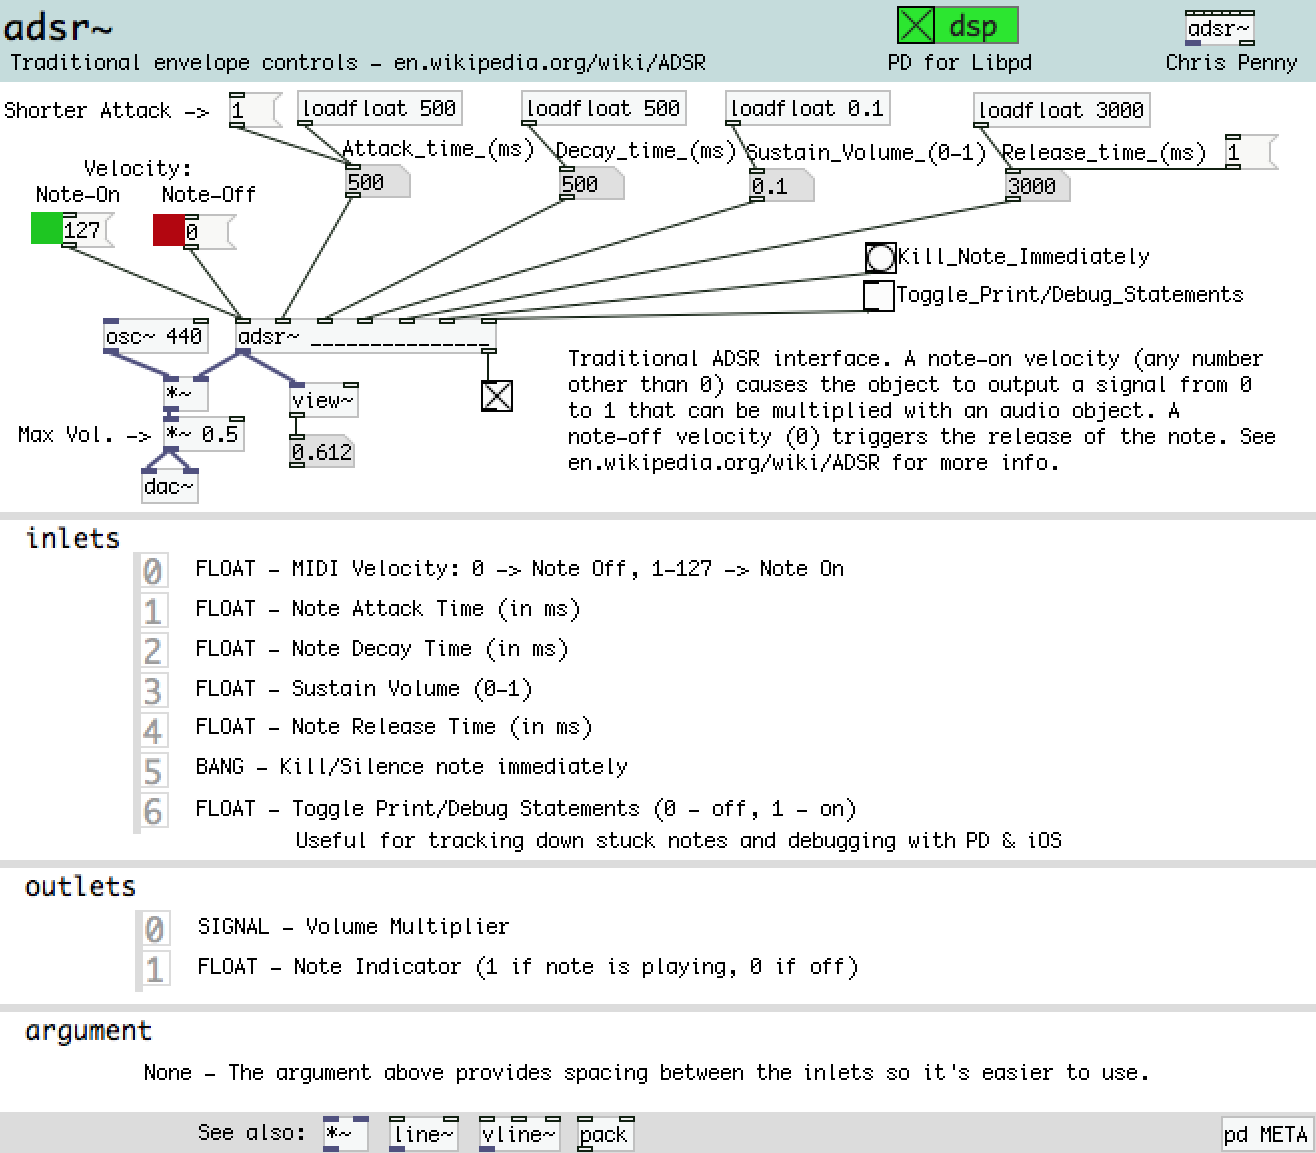 adsr~
dsp
adsr~
Traditional envelope controls – en.wikipedia.org/wiki/ADSR
PD for Libpd
Chris Penny
Shorter Attack -> 1
loadfloat 500
loadfloat 500
loadfloat 0.1
loadfloat 3000
Attack_time_(ms)
Decay_time_(ms)
Sustain_Volume_(0-1)
Release_time_(ms)
1
Velocity:
500
500
0.1
3000
Note-On
Note-Off
127
0
Kill_Note_Immediately
Toggle_Print/Debug_Statements
osc~ 440
adsr~ _______________
Traditional ADSR interface. A note-on velocity (any number
other than 0) causes the object to output a signal from 0
to 1 that can be multiplied with an audio object. A
note-off velocity (0) triggers the release of the note. See
en.wikipedia.org/wiki/ADSR for more info.
*~
view~
Max Vol. -> *~ 0.5
0.612
dac~
inlets
0 FLOAT – MIDI Velocity: 0 -> Note Off, 1-127 -> Note On
1 FLOAT – Note Attack Time (in ms)
2 FLOAT – Note Decay Time (in ms)
3 FLOAT – Sustain Volume (0-1)
4 FLOAT – Note Release Time (in ms)
5 BANG – Kill/Silence note immediately
6 FLOAT – Toggle Print/Debug Statements (0 – off, 1 – on)
Useful for tracking down stuck notes and debugging with PD & iOS
outlets
0 SIGNAL – Volume Multiplier
1 FLOAT – Note Indicator (1 if note is playing, 0 if off)
argument
None – The argument above provides spacing between the inlets so it's easier to use.
See also: *~ line~ vline~ pack
pd META